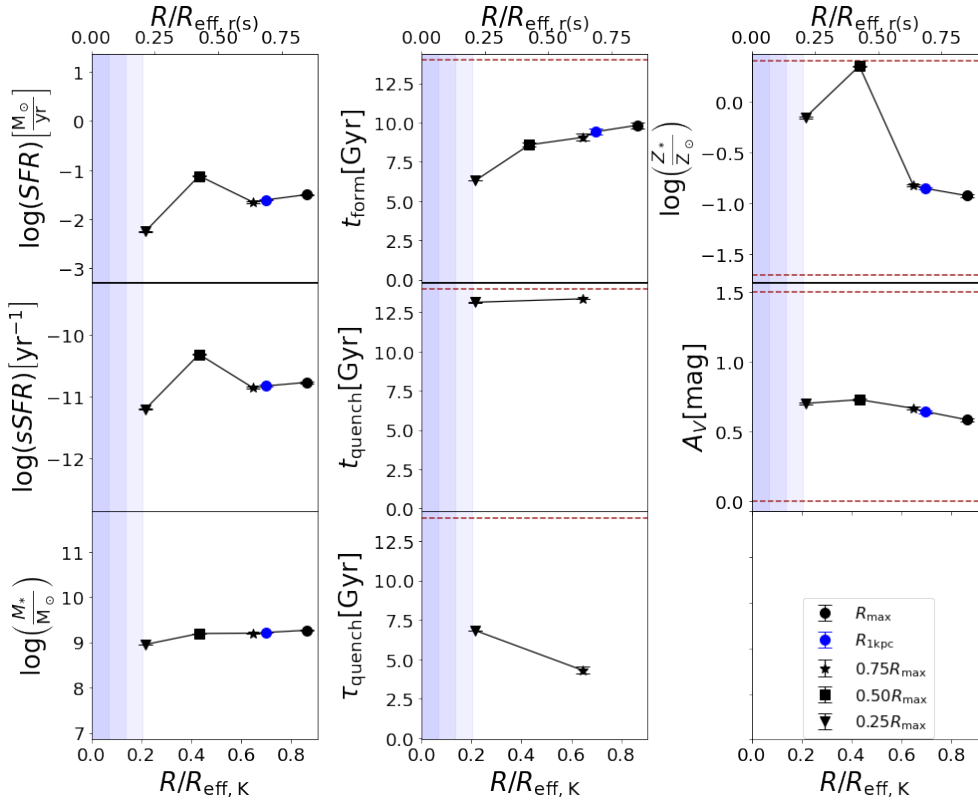 R/R_eff, r(s) R/R_eff, r(s) R/R_eff, r(s)
0.00 0.25 0.50 0.75 0.00 0.25 0.50 0.75 0.00 0.25 0.50 0.75
log(SFR)[M⊙/yr]
1
0
−1
−2
−3
t_form[Gyr]
12.5
10.0
7.5
5.0
2.5
0.0
log(Z*/Z⊙)
0.0
−0.5
−1.0
−1.5
log(sSFR)[yr⁻¹]
−10
−11
−12
t_quench[Gyr]
12.5
10.0
7.5
5.0
2.5
0.0
A_V[mag]
1.5
1.0
0.5
0.0
log(M*/M⊙)
11
10
9
8
7
τ_quench[Gyr]
12.5
10.0
7.5
5.0
2.5
0.0
R_max
R_1kpc
0.75R_max
0.50R_max
0.25R_max
0.0 0.2 0.4 0.6 0.8 0.0 0.2 0.4 0.6 0.8 0.0 0.2 0.4 0.6 0.8
R/R_eff, K R/R_eff, K R/R_eff, K